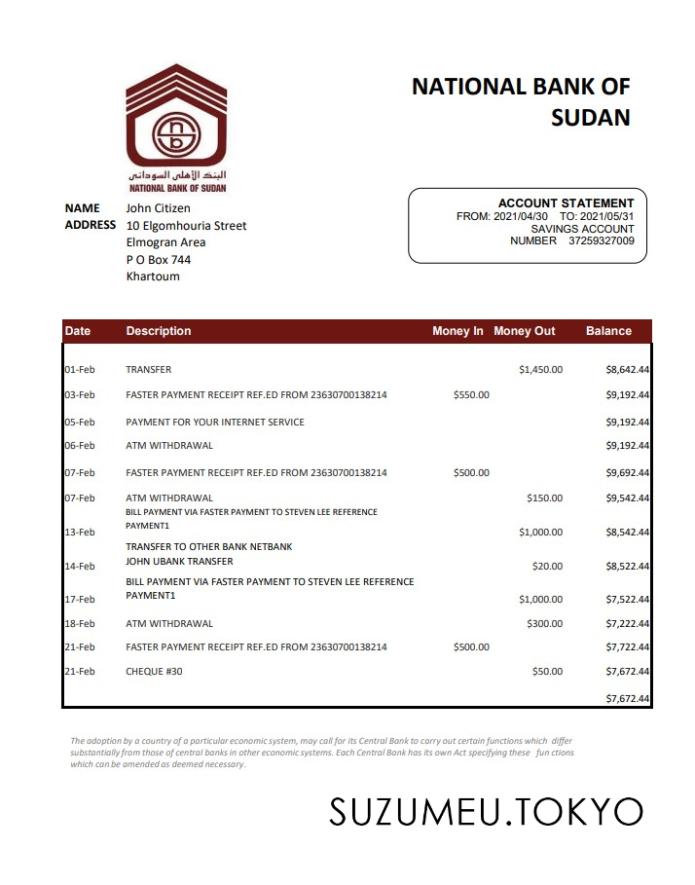 NATIONAL BANK OF
SUDAN
nb
البنك الأهلي السوداني
NATIONAL BANK OF SUDAN
NAME John Citizen
ADDRESS 10 Elgomhouria Street
Elmogran Area
P O Box 744
Khartoum
ACCOUNT STATEMENT
FROM: 2021/04/30 TO: 2021/05/31
SAVINGS ACCOUNT
NUMBER 37259327009
Date Description Money In Money Out Balance
01-Feb TRANSFER $1,450.00 $8,642.44
03-Feb FASTER PAYMENT RECEIPT REF.ED FROM 23630700138214 $550.00 $9,192.44
05-Feb PAYMENT FOR YOUR INTERNET SERVICE $9,192.44
06-Feb ATM WITHDRAWAL $9,192.44
07-Feb FASTER PAYMENT RECEIPT REF.ED FROM 23630700138214 $500.00 $9,692.44
07-Feb ATM WITHDRAWAL $150.00 $9,542.44
BILL PAYMENT VIA FASTER PAYMENT TO STEVEN LEE REFERENCE
PAYMENT1
13-Feb $1,000.00 $8,542.44
TRANSFER TO OTHER BANK NETBANK
JOHN UBANK TRANSFER
14-Feb $20.00 $8,522.44
BILL PAYMENT VIA FASTER PAYMENT TO STEVEN LEE REFERENCE
PAYMENT1
17-Feb $1,000.00 $7,522.44
18-Feb ATM WITHDRAWAL $300.00 $7,222.44
21-Feb FASTER PAYMENT RECEIPT REF.ED FROM 23630700138214 $500.00 $7,722.44
21-Feb CHEQUE #30 $50.00 $7,672.44
$7,672.44
The adoption by a country of a particular economic system, may call for its Central Bank to carry out certain functions which differ
substantially from those of central banks in other economic systems. Each Central Bank has its own Act specifying these fun ctions
which can be amended as deemed necessary.
SUZUMEU.TOKYO